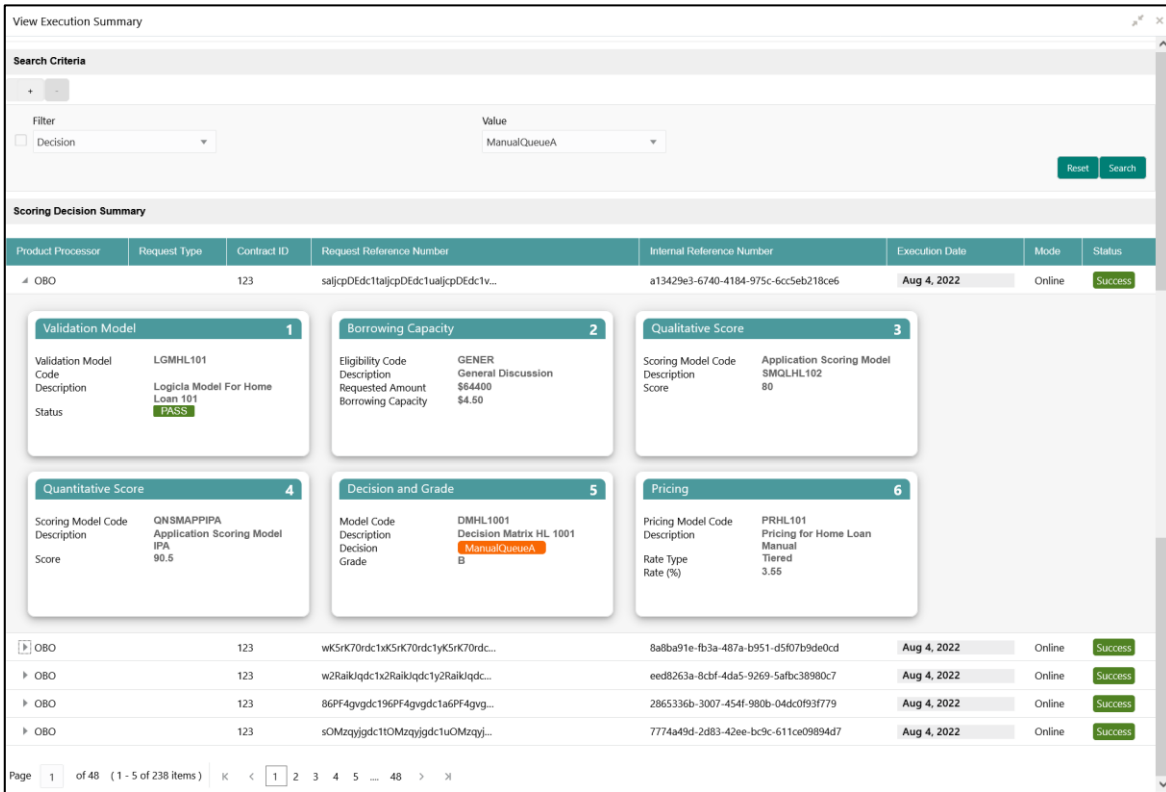 View Execution Summary
Search Criteria
+ -
Filter Value
Decision ManualQueueA
Reset Search
Scoring Decision Summary
Product Processor Request Type Contract ID Request Reference Number Internal Reference Number Execution Date Mode Status
OBO 123 saIjcpDEdc1taIjcpDEdc1uaIjcpDEdc1v... a13429e3-6740-4184-975c-6cc5eb218ce6 Aug 4, 2022 Online Success
Validation Model 1
Validation Model Code LGMHL101
Description Logicla Model For Home Loan 101
Status PASS
Borrowing Capacity 2
Eligibility Code GENER
Description General Discussion
Requested Amount $64400
Borrowing Capacity $4.50
Qualitative Score 3
Scoring Model Code Application Scoring Model
Description SMQLHL102
Score 80
Quantitative Score 4
Scoring Model Code QNSMAPPIPA
Description Application Scoring Model IPA
Score 90.5
Decision and Grade 5
Model Code DMHL1001
Description Decision Matrix HL 1001
Decision ManualQueueA
Grade B
Pricing 6
Pricing Model Code PRHL101
Description Pricing for Home Loan Manual
Rate Type Tiered
Rate (%) 3.55
OBO 123 wK5rK70rdc1xK5rK70rdc1yK5rK70rdc... 8a8ba91e-fb3a-487a-b951-d5f07b9de0cd Aug 4, 2022 Online Success
OBO 123 w2RaikJqdc1x2RaikJqdc1y2RaikJqdc... eed8263a-8cbf-4da5-9269-5afbc38980c7 Aug 4, 2022 Online Success
OBO 123 86PF4gvgdc196PF4gvgdc1a6PF4gvg... 2865336b-3007-454f-980b-04dc0f93f779 Aug 4, 2022 Online Success
OBO 123 sOMzqyjgdc1tOMzqyjgdc1uOMzqyj... 7774a49d-2d83-42ee-bc9c-611ce09894d7 Aug 4, 2022 Online Success
Page 1 of 48 (1 - 5 of 238 items) 1 2 3 4 5 .... 48